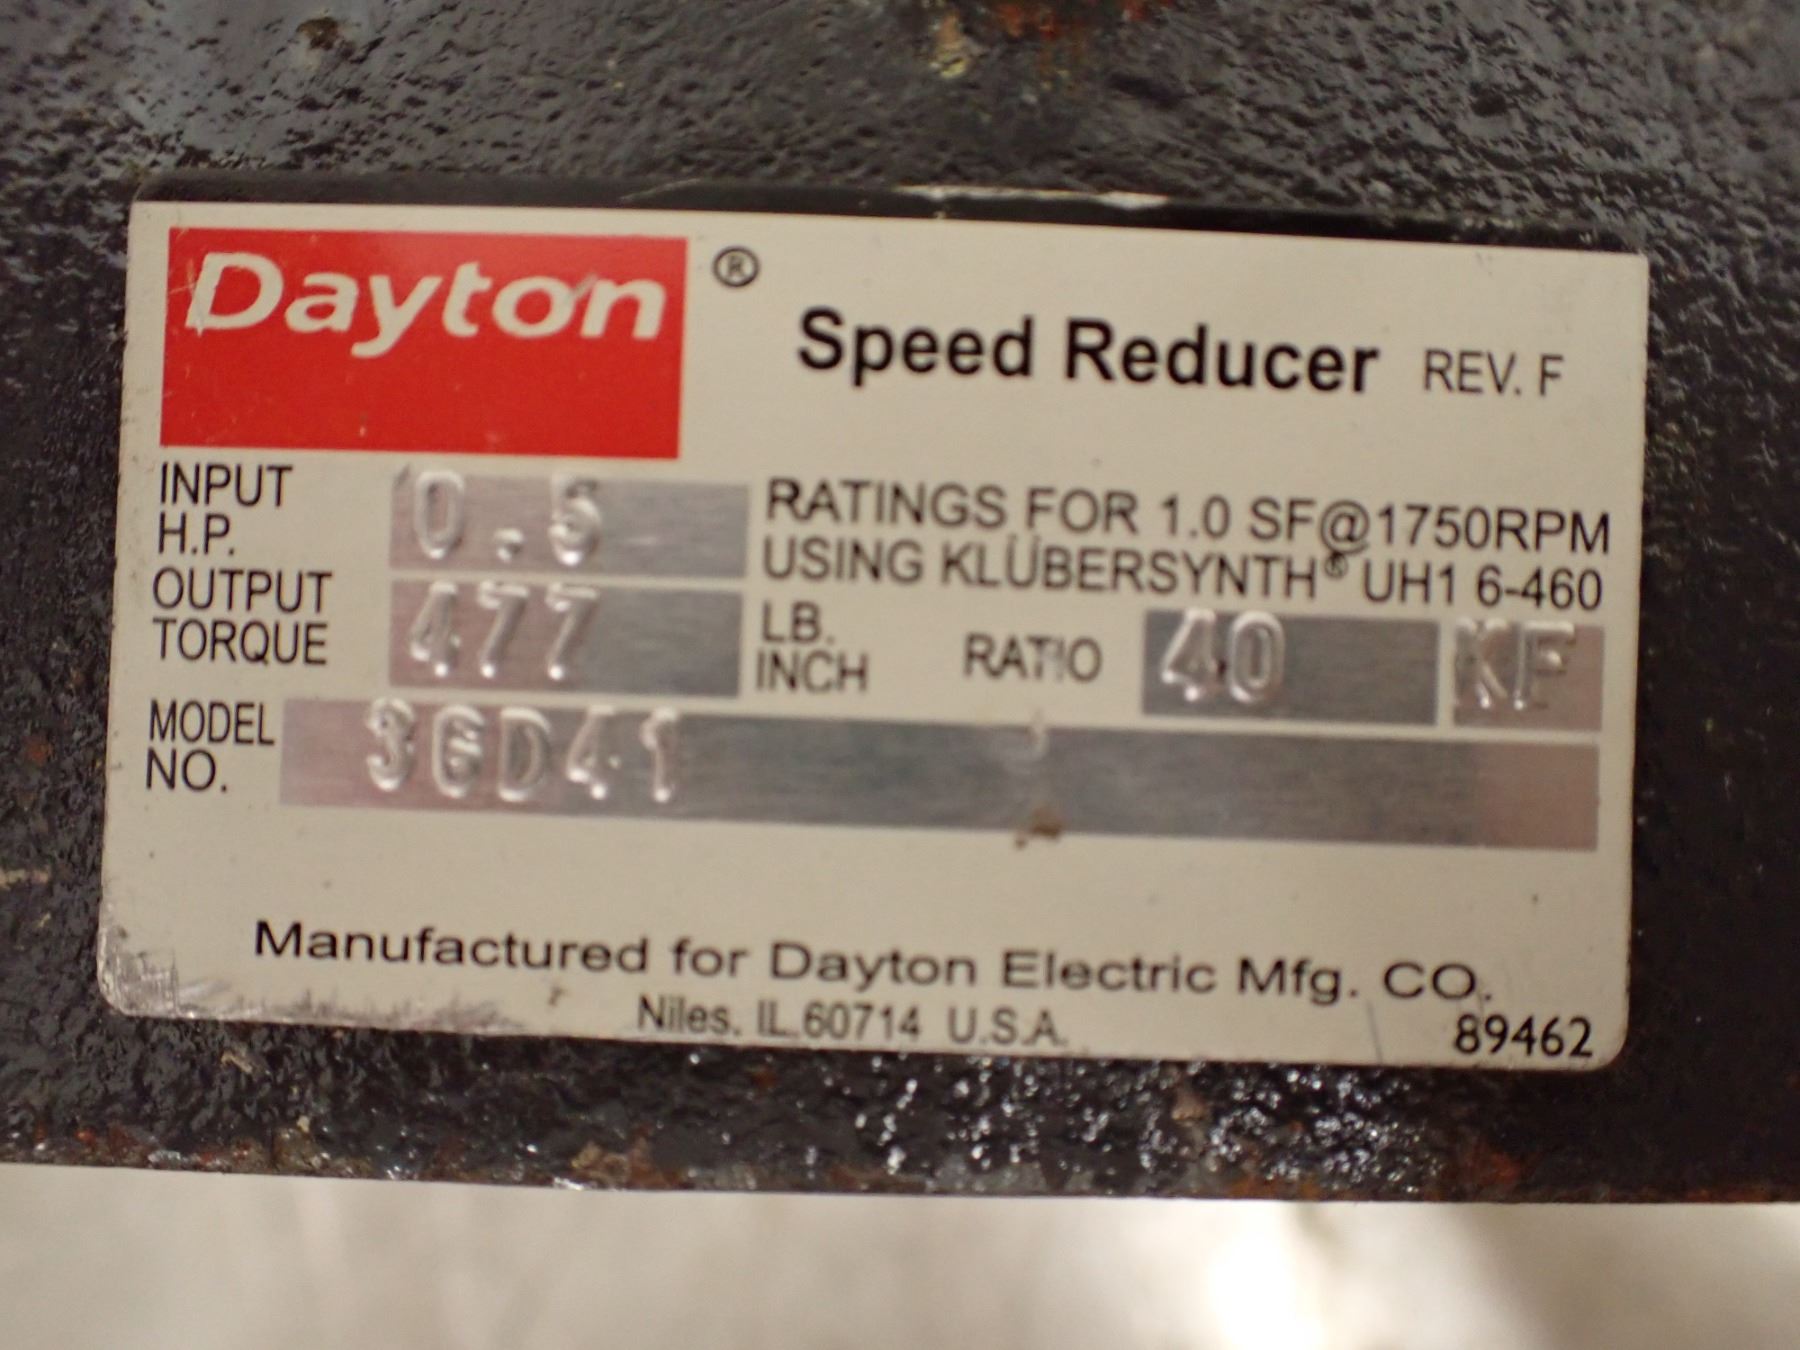 Dayton ®
Speed Reducer REV. F
INPUT H.P. 0.5
RATINGS FOR 1.0 SF@1750RPM
USING KLÜBERSYNTH® UH1 6-460
OUTPUT TORQUE 477 LB. INCH RATIO 40 KF
MODEL NO. 3GD41
Manufactured for Dayton Electric Mfg. CO.
Niles, IL 60714 U.S.A.
89462